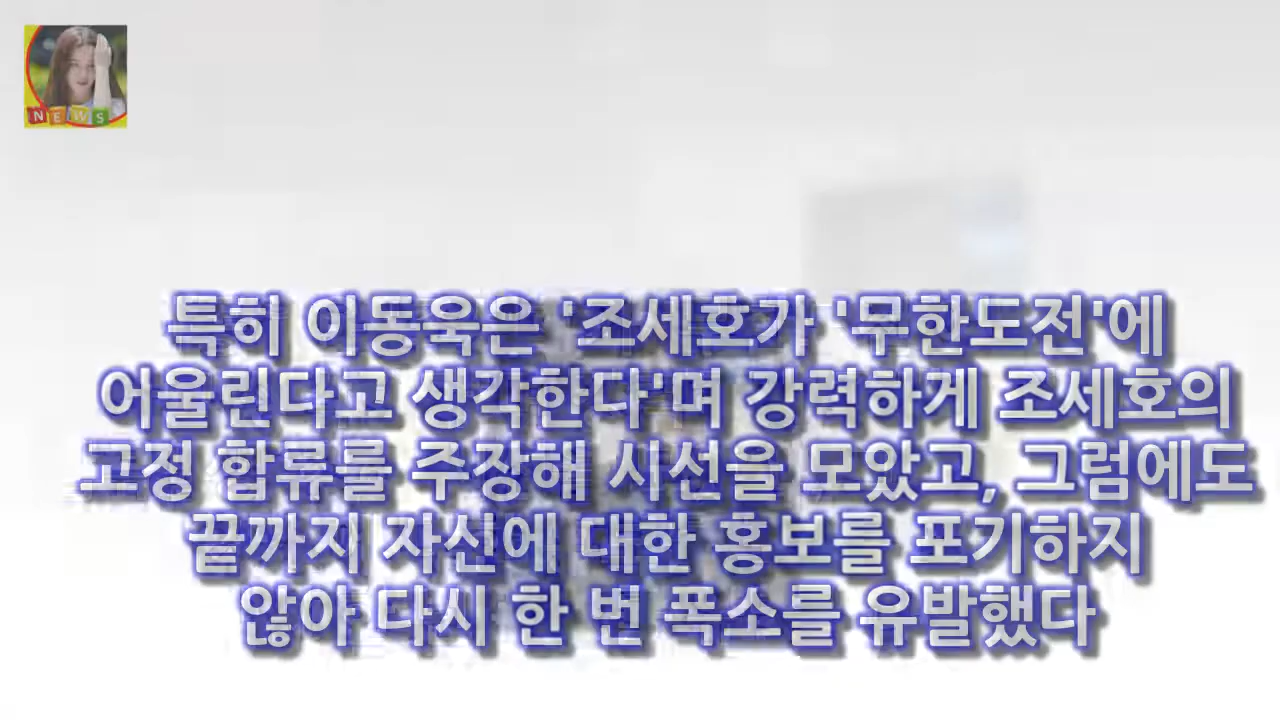 NEWS
특히 이동욱은 '조세호가 '무한도전'에
어울린다고 생각한다'며 강력하게 조세호의
고정 합류를 주장해 시선을 모았고, 그럼에도
끝까지 자신에 대한 홍보를 포기하지
않아 다시 한 번 폭소를 유발했다